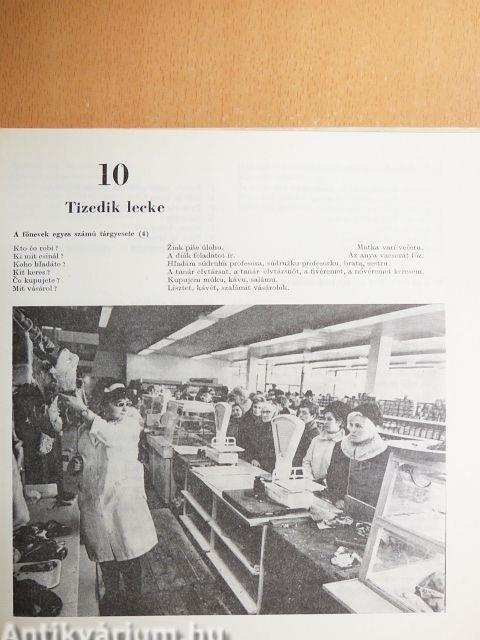 10
Tizedik lecke
A főnevek egyes számú tárgyesete (4)
Kto čo robí? Žiak píše úlohu. Matka varí večeru.
Ki mit csinál? A diák feladatot ír. Az anya vacsorát főz.
Koho hľadáte? Hľadám súdruha profesora, súdružku profesorku, brata, sestru.
Kit keres? A tanár elvtársat, a tanár elvtársnőt, a fivéremet, a nővéremet keresem.
Čo kupujete? Kupujem múku, kávu, salámu.
Mit vásárol? Lisztet, kávét, szalámit vásárolok.
Antikvárium.hu